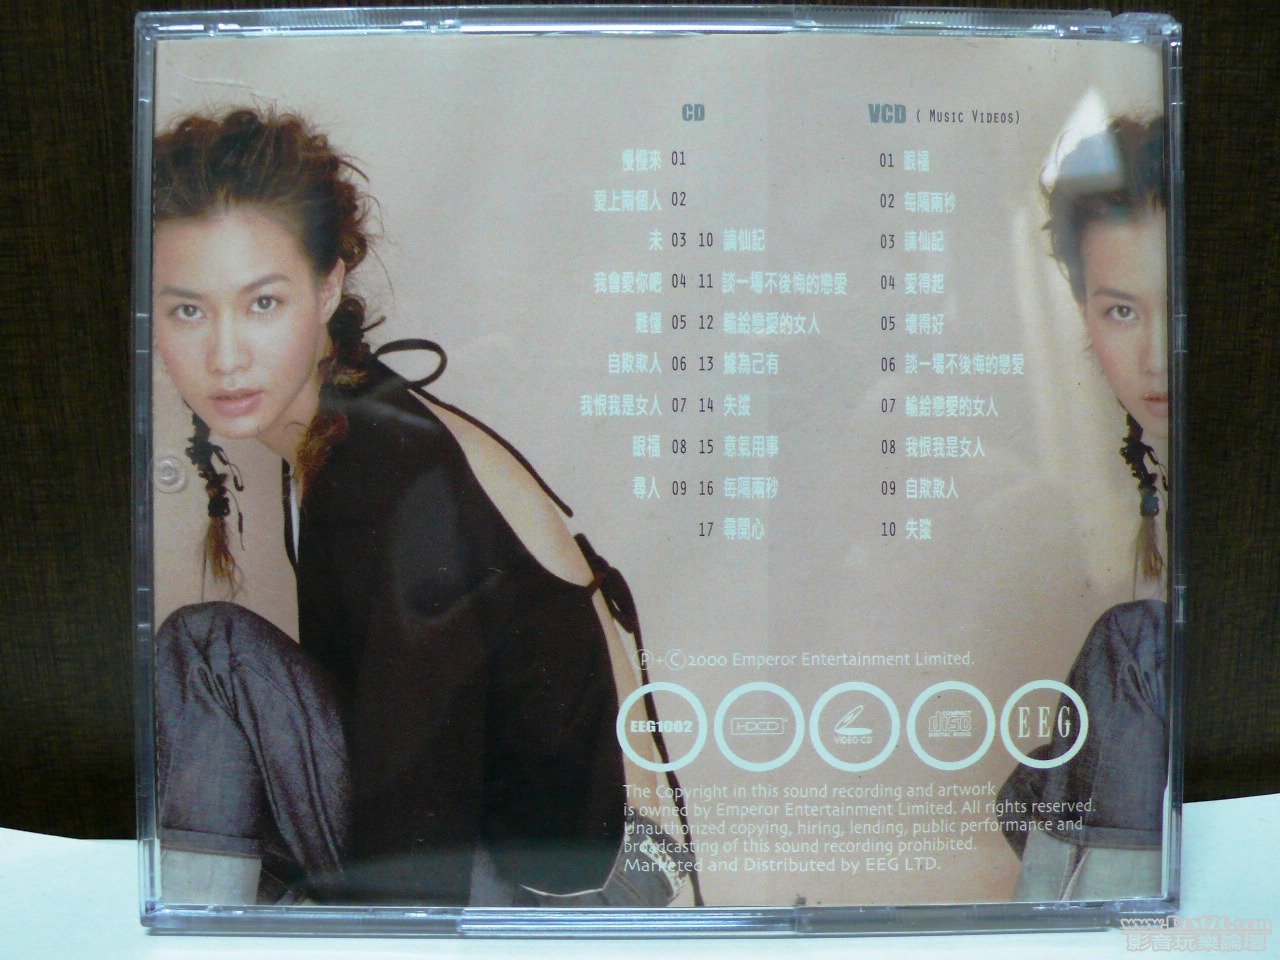 CD
慢慢來 01
愛上兩個人 02
未 03 10 謫仙記
我會愛你吧 04 11 談一場不後悔的戀愛
難懂 05 12 輸給戀愛的女人
自欺欺人 06 13 據為己有
我恨我是女人 07 14 失蹤
眼福 08 15 意氣用事
尋人 09 16 每隔兩秒
17 尋開心
VCD ( Music Videos)
01 眼福
02 每隔兩秒
03 謫仙記
04 愛得起
05 壞得好
06 談一場不後悔的戀愛
07 輸給戀愛的女人
08 我恨我是女人
09 自欺欺人
10 失蹤
Ⓟ+Ⓒ2000 Emperor Entertainment Limited.
EEG1002 HDCD VIDEO CD COMPACT disc DIGITAL AUDIO EEG
The Copyright in this sound recording and artwork
is owned by Emperor Entertainment Limited. All rights reserved.
Unauthorized copying, hiring, lending, public performance and
broadcasting of this sound recording prohibited.
Marketed and Distributed by EEG LTD.
影音玩樂論壇